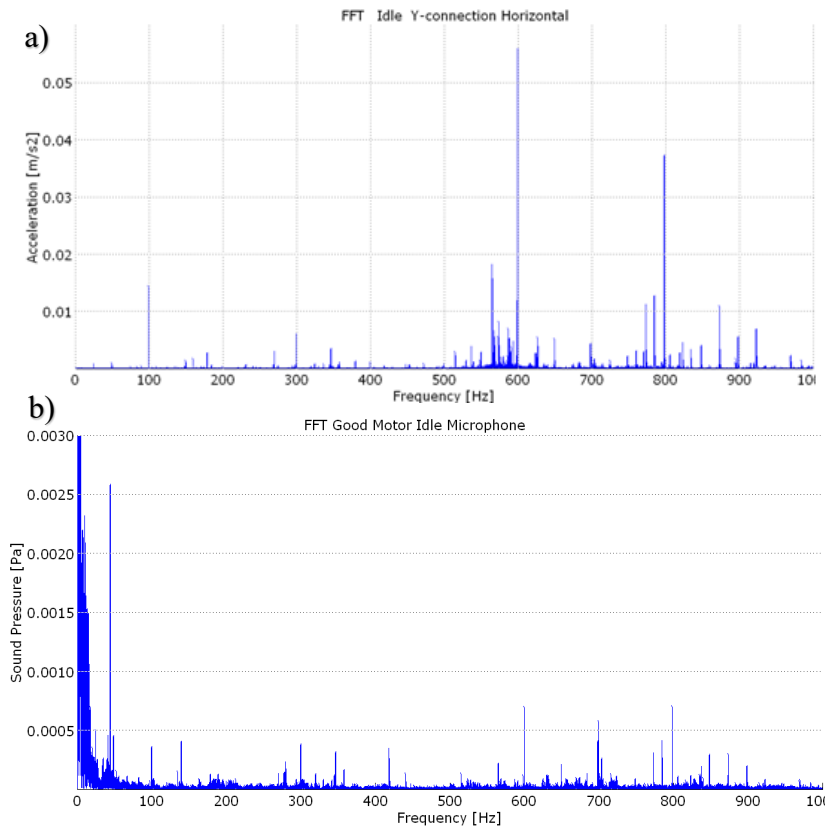 a)
FFT Idle Y-connection Horizontal
Acceleration [m/s2]
0.05
0.04
0.03
0.02
0.01
0 100 200 300 400 500 600 700 800 900 100
Frequency [Hz]
b)
FFT Good Motor Idle Microphone
Sound Pressure [Pa]
0.0030
0.0025
0.0020
0.0015
0.0010
0.0005
0 100 200 300 400 500 600 700 800 900 1000
Frequency [Hz]